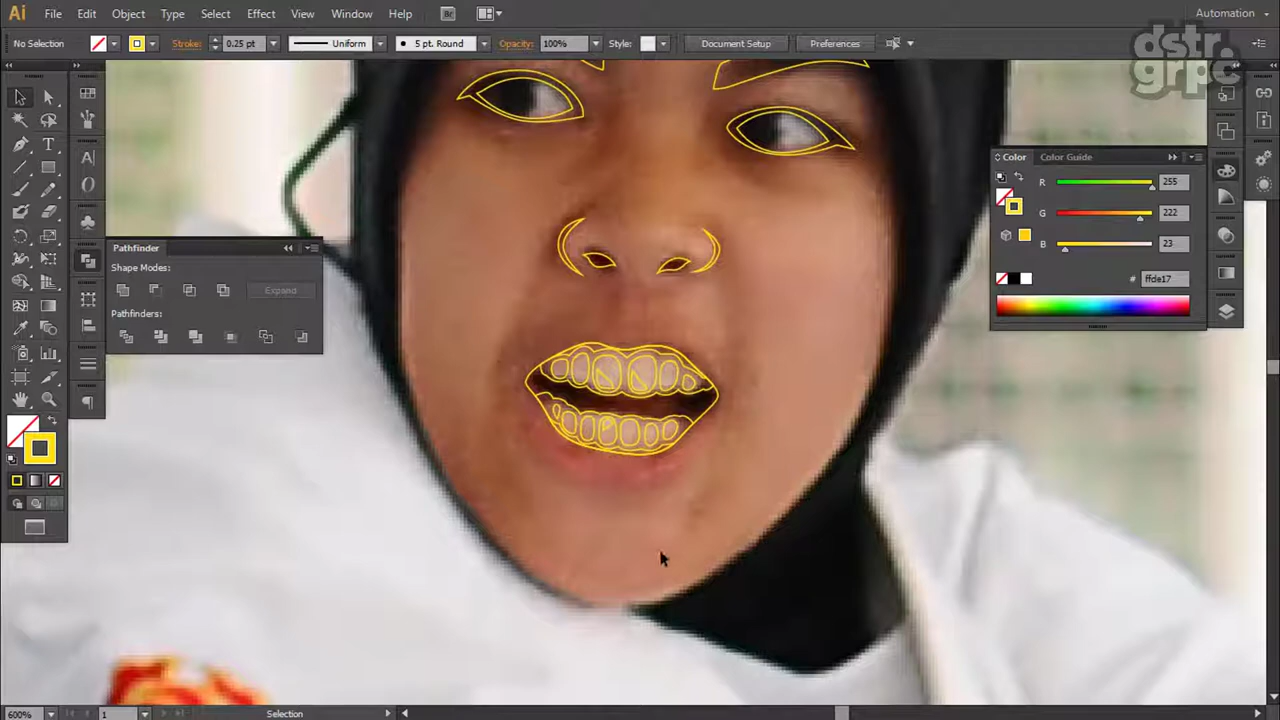 Ai File Edit Object Type Select Effect View Window Help Br Automation
No Selection Stroke: 0.25 pt Uniform 5 pt. Round Opacity: 100% Style: Document Setup Preferences
dstr.
grpc
Color Color Guide
R 255
G 222
B 23
# ffde17
Pathfinder
Shape Modes:
Expand
Pathfinders:
600% 1 Selection